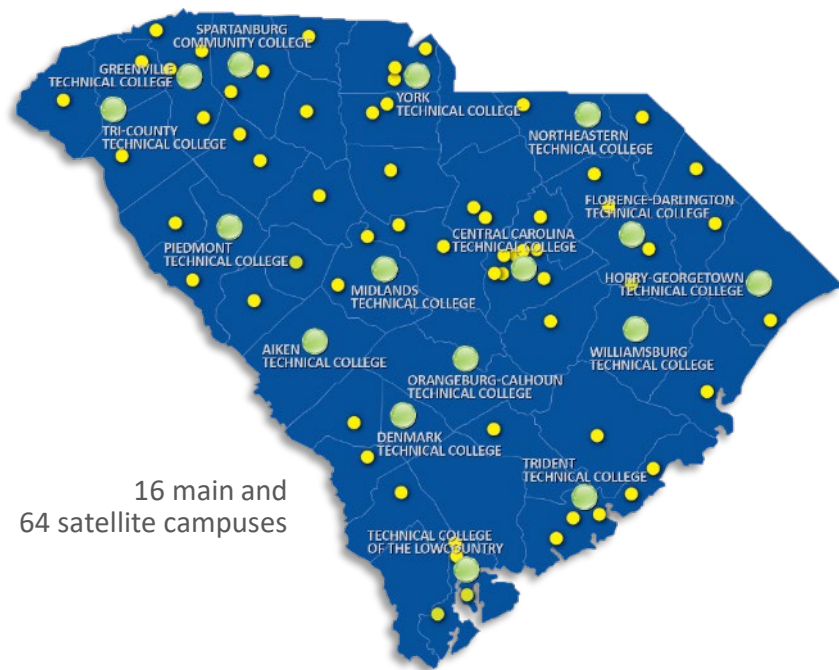 SPARTANBURG
COMMUNITY COLLEGE
GREENVILLE
TECHNICAL COLLEGE
TRI-COUNTY
TECHNICAL COLLEGE
YORK
TECHNICAL COLLEGE
NORTHEASTERN
TECHNICAL COLLEGE
FLORENCE-DARLINGTON
TECHNICAL COLLEGE
PIEDMONT
TECHNICAL COLLEGE
CENTRAL CAROLINA
TECHNICAL COLLEGE
MIDLANDS
TECHNICAL COLLEGE
HORRY-GEORGETOWN
TECHNICAL COLLEGE
AIKEN
TECHNICAL COLLEGE
WILLIAMSBURG
TECHNICAL COLLEGE
ORANGEBURG-CALHOUN
TECHNICAL COLLEGE
DENMARK
TECHNICAL COLLEGE
TRIDENT
TECHNICAL COLLEGE
16 main and
64 satellite campuses
TECHNICAL COLLEGE
OF THE LOWCOUNTRY